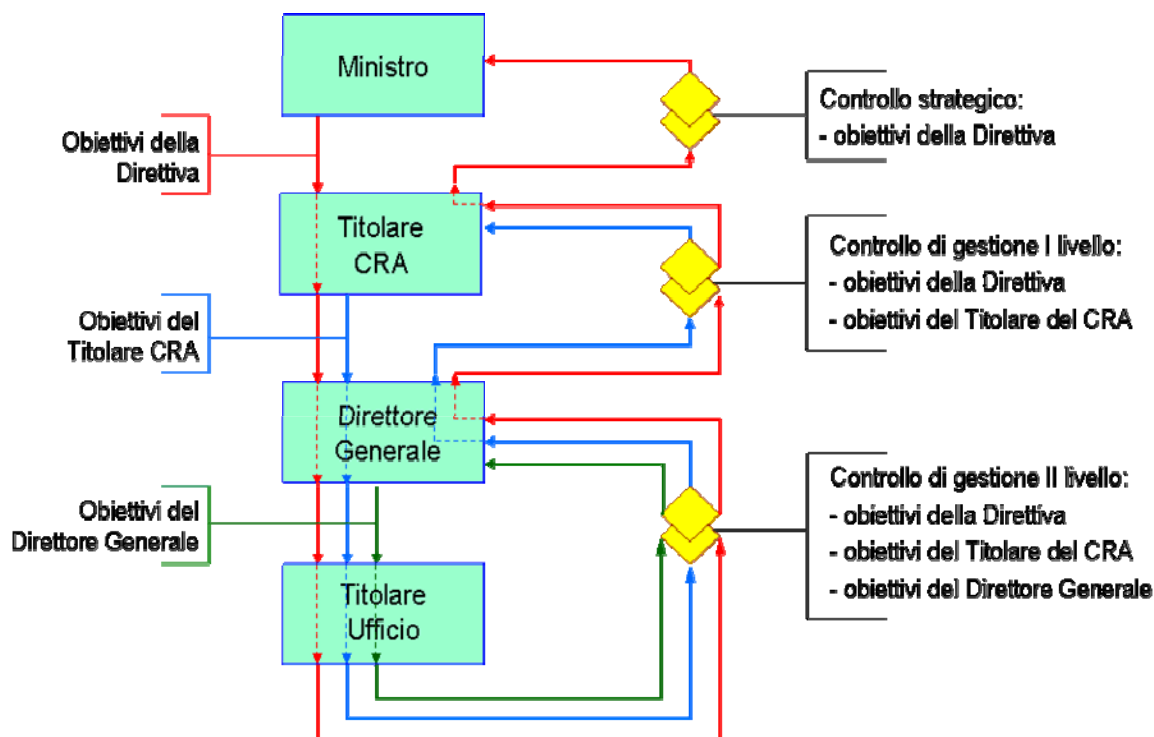 Ministro
Controllo strategico:
- obiettivi della Direttiva
Obiettivi della
Direttiva
Titolare
CRA
Controllo di gestione I livello:
- obiettivi della Direttiva
- obiettivi del Titolare del CRA
Obiettivi del
Titolare CRA
Direttore
Generale
Controllo di gestione II livello:
- obiettivi della Direttiva
- obiettivi del Titolare del CRA
- obiettivi del Direttore Generale
Obiettivi del
Direttore Generale
Titolare
Ufficio